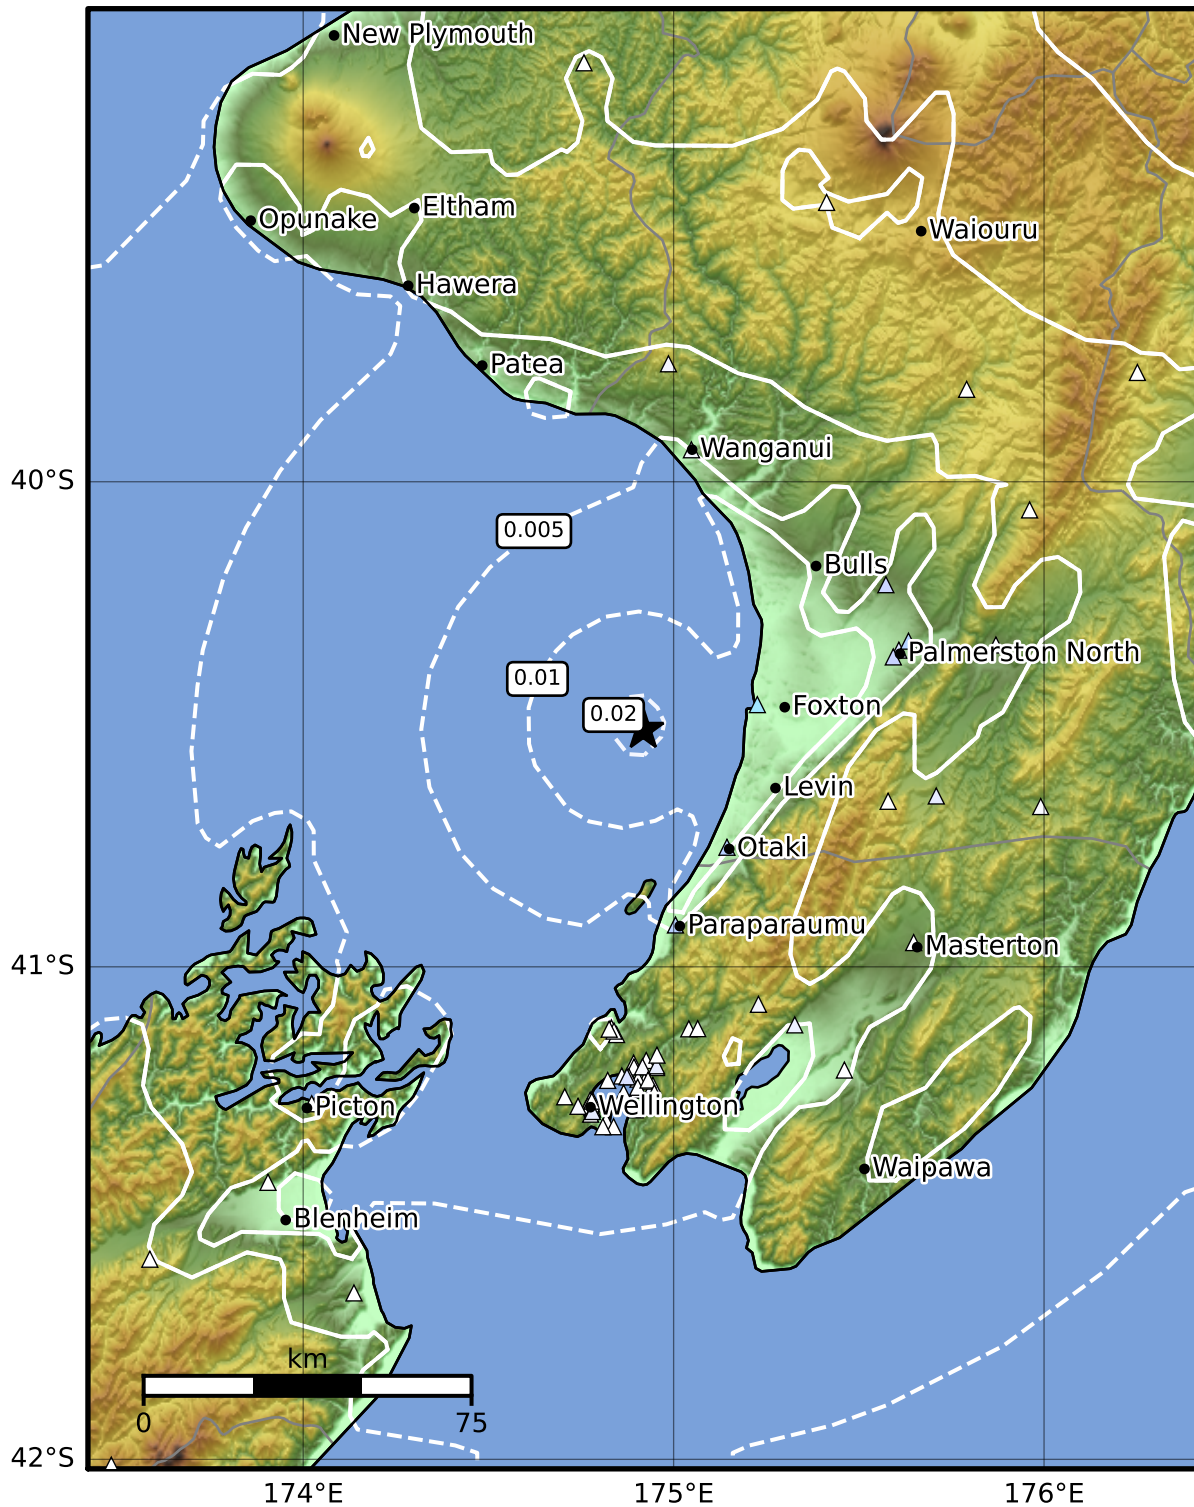 New Plymouth
Opunake
Eltham
Waiouru
Hawera
Patea
Wanganui
40°S
0.005
Bulls
Palmerston North
0.01
0.02
Foxton
Levin
Otaki
Paraparaumu
Masterton
41°S
Picton
Wellington
Waipawa
Blenheim
km
0 75
42°S
174°E 175°E 176°E